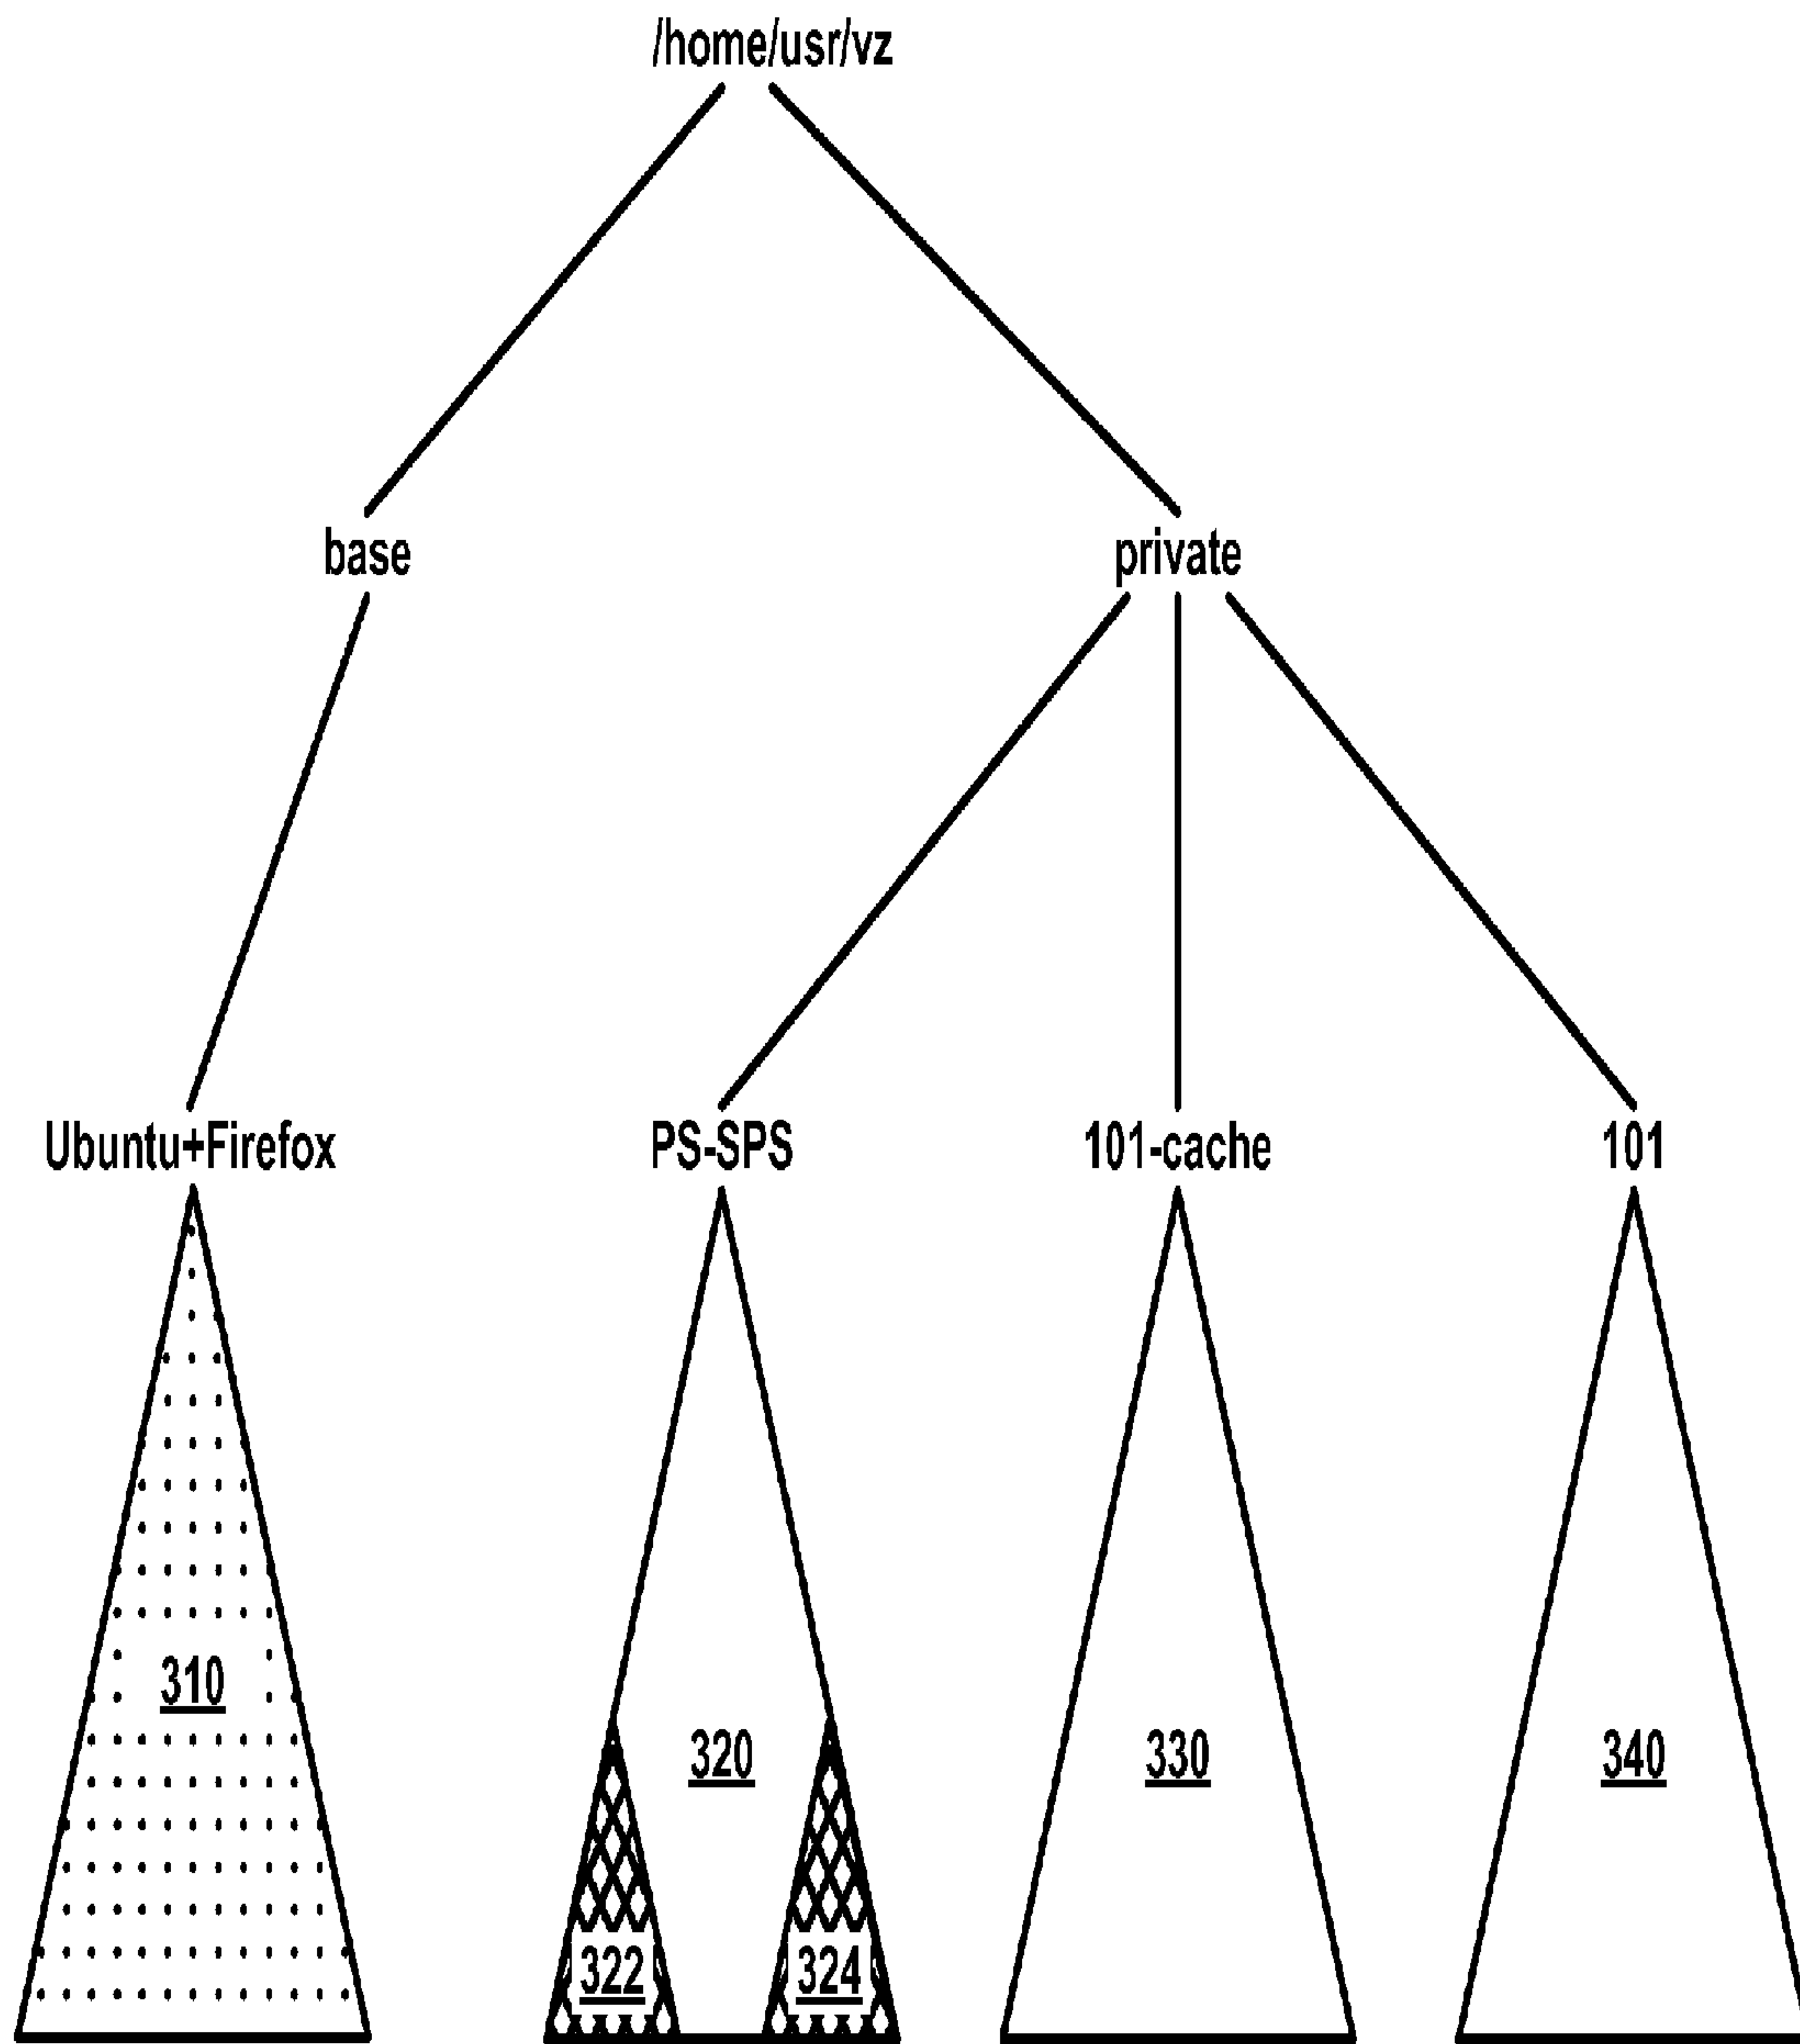 /home/usr/vz
base
private
Ubuntu+Firefox
PS-SPS
101-cache
101
310
320
330
340
322
324